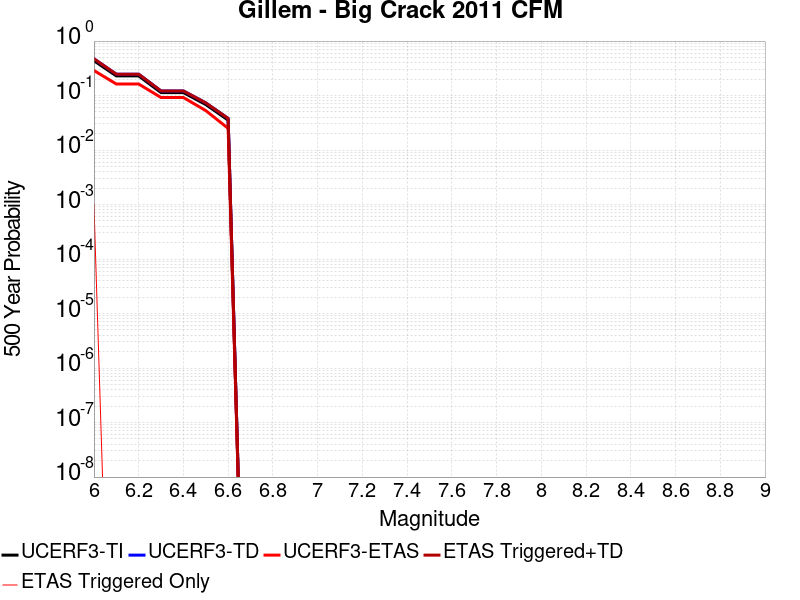 Gillem - Big Crack 2011 CFM
500 Year Probability
10^0
10^-1
10^-2
10^-3
10^-4
10^-5
10^-6
10^-7
10^-8
6 6.2 6.4 6.6 6.8 7 7.2 7.4 7.6 7.8 8 8.2 8.4 8.6 8.8 9
Magnitude
UCERF3-TI UCERF3-TD UCERF3-ETAS ETAS Triggered+TD
ETAS Triggered Only